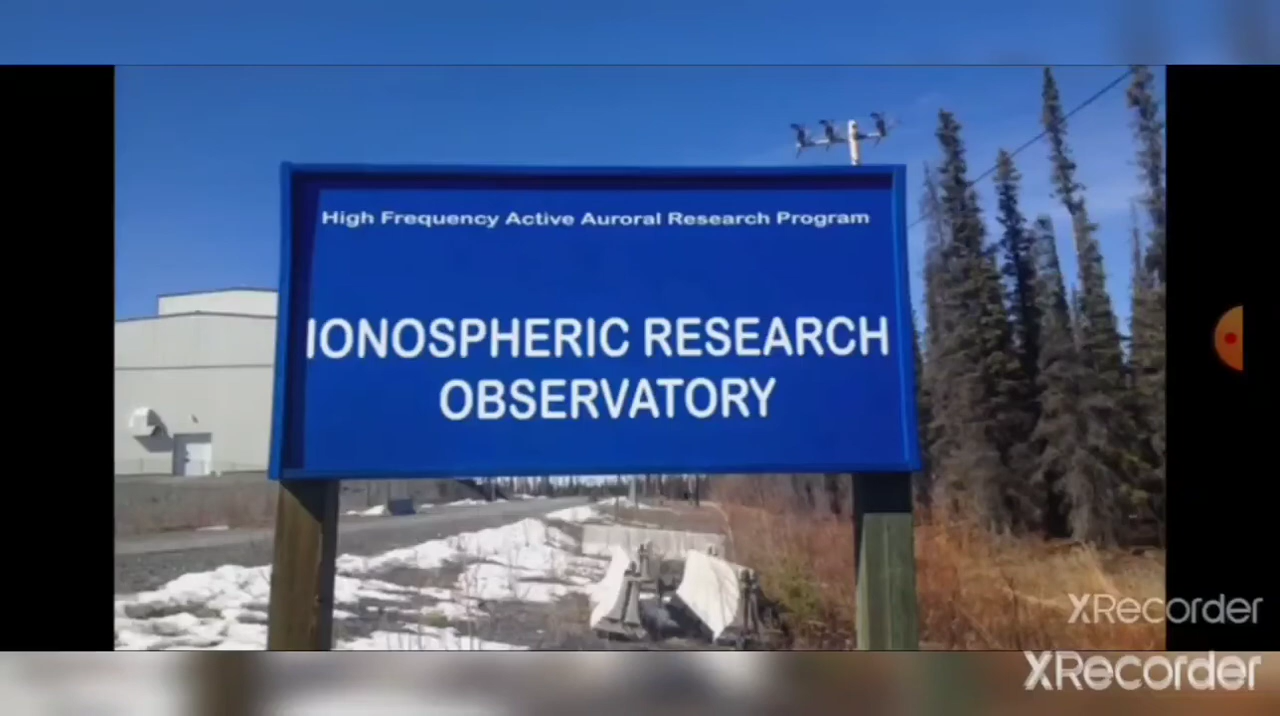 High Frequency Active Auroral Research Program
IONOSPHERIC RESEARCH
OBSERVATORY
XRecorder
XRecorder